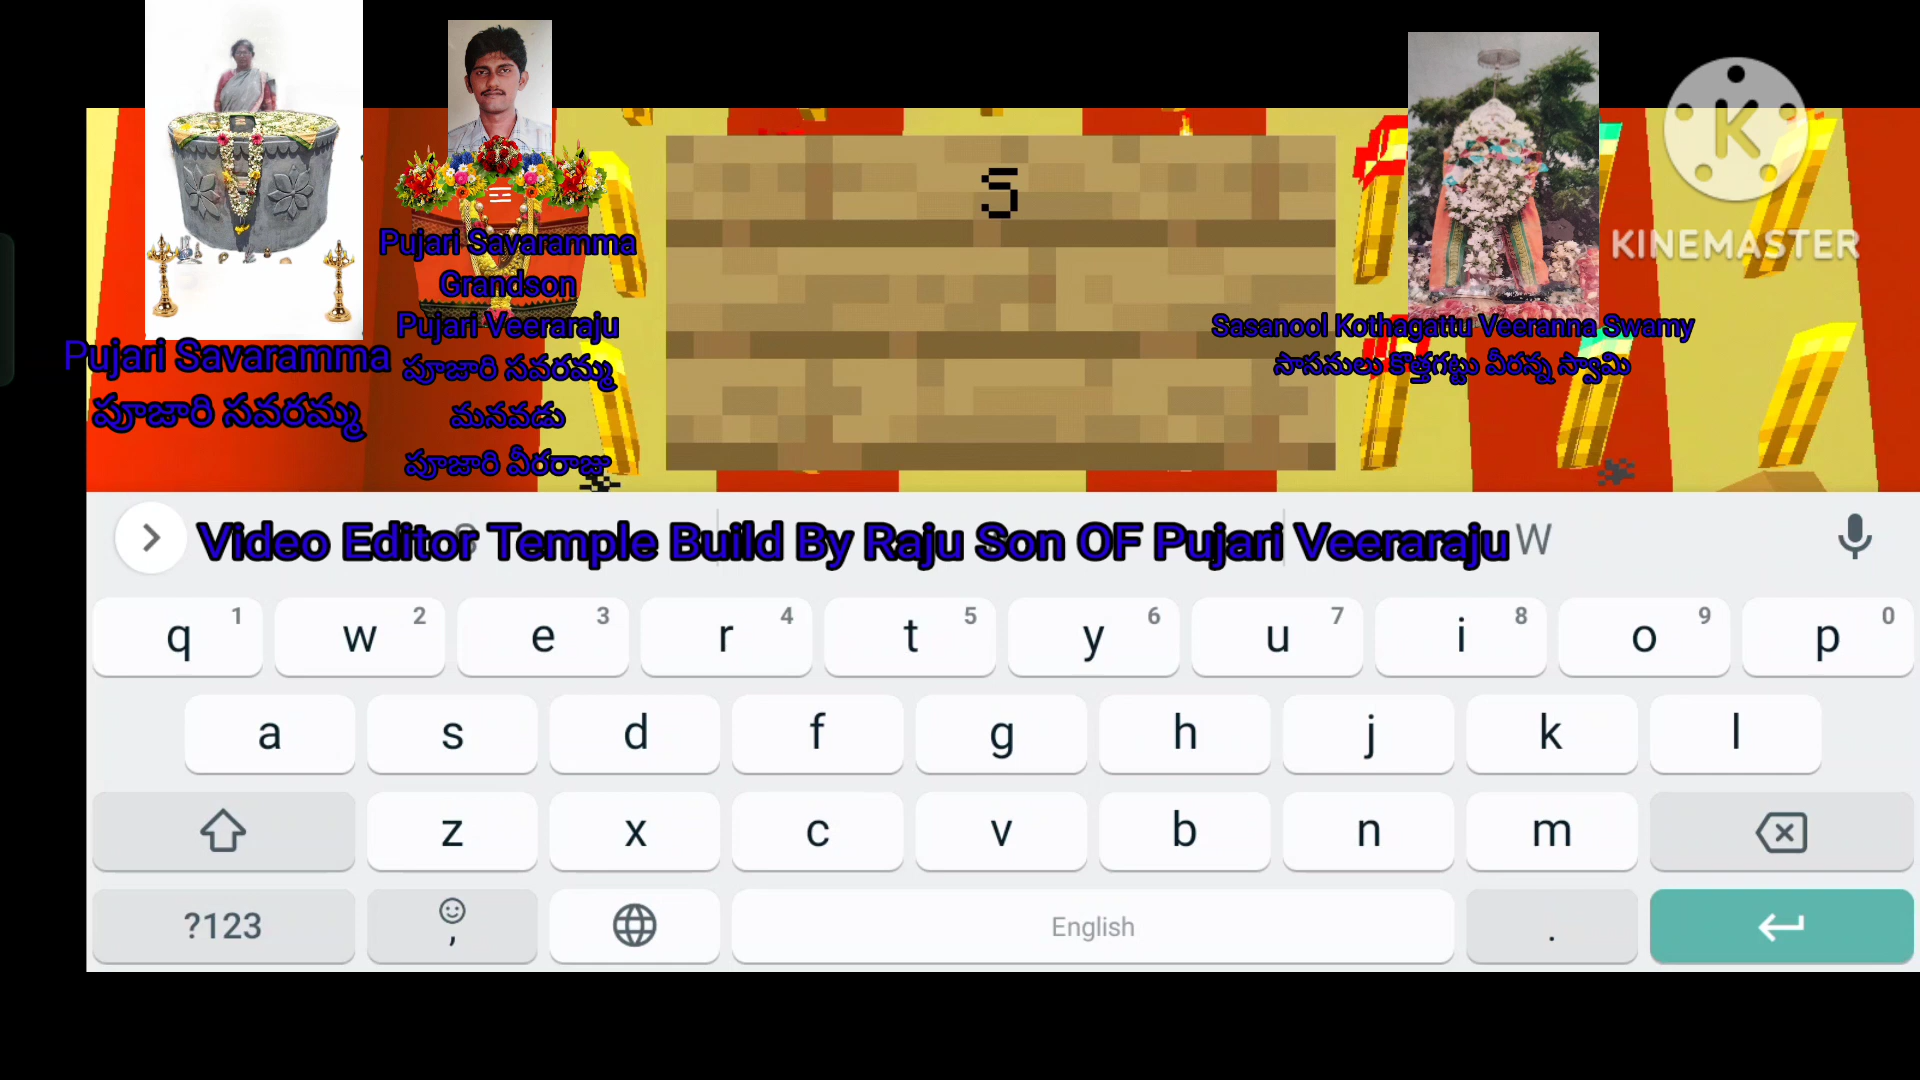 S
K
KINEMASTER
Pujari Savaramma
పూజారి సవరమ్మ
Pujari Savaramma
Grandson
Pujari Veeraraju
పూజారి సవరమ్మ
మనవడు
పూజారి వీరరాజు
Sasanool Kothagattu Veeranna Swamy
సాసనులు కొత్తగట్టు వీరన్న స్వామి
Video Editor Temple Build By Raju Son OF Pujari Veeraraju
W
q 1 w 2 e 3 r 4 t 5 y 6 u 7 i 8 o 9 p 0
a s d f g h j k l
z x c v b n m
?123 , English .